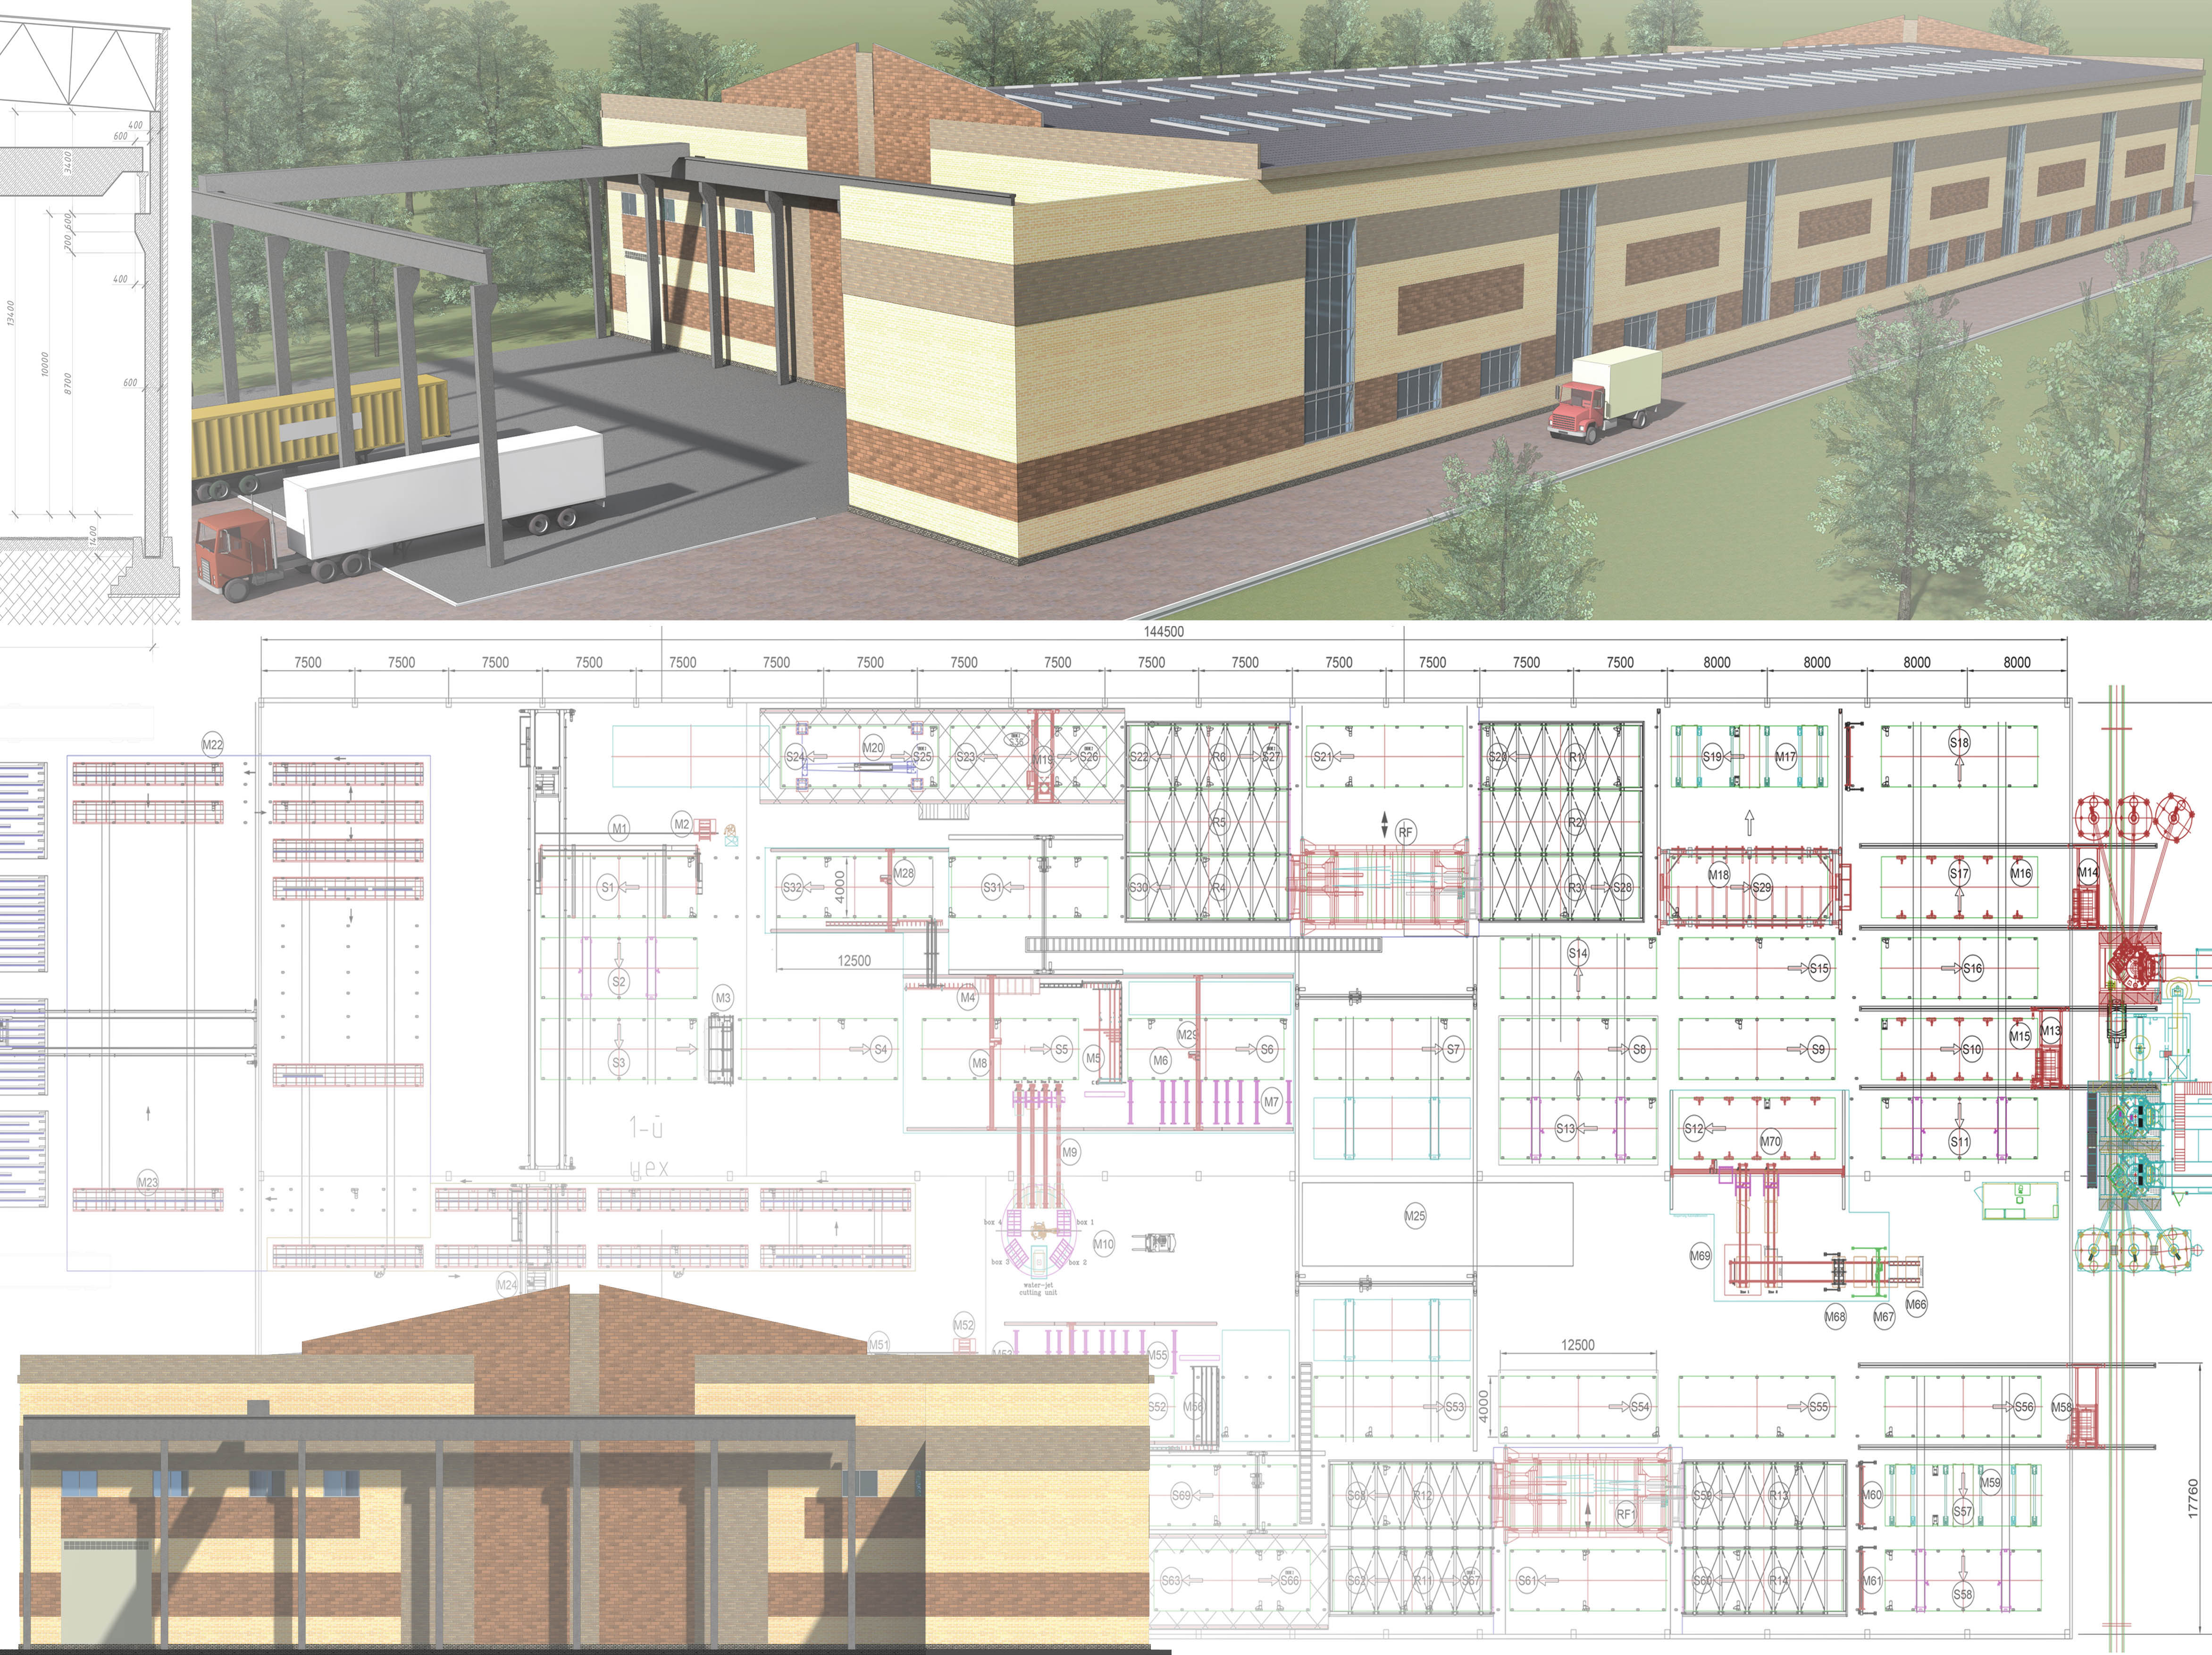 400
600
3400
600
700
400
13400
10000
8700
600
1400
144500
7500 7500 7500 7500 7500 7500 7500 7500 7500 7500 7500 7500 7500 7500 7500 8000 8000 8000 8000
M22
S24 M20 S25 S23 M19 S26 S22 R6 S27 S21 R1 S19 M17 S18
M1 M2 R5 RF R2
S1 S32 4000 M28 S31 S30 R4 R3 S28 M18 S29 S17 M16 M14
12500
S2 S14 S15 S16
M3 M4
S3 S4 M8 S5 M5 M6 M29 S6 S7 S8 S9 S10 M15 M13
M7
1-й
цех
M9 S13 S12 M70 S11
M23
box 4 box 1
box 3 box 2
water-jet
cutting unit
M10 M25 M69
M24 M68 M67 M66
M51 M52 M55
12500
S52 M56 S53 4000 S54 S55 S56 M58
S69 R12 RF1 S59 R13 M60 M59 S57
17760
S63 S66 R11 S67 S61 S60 R14 M61 S58